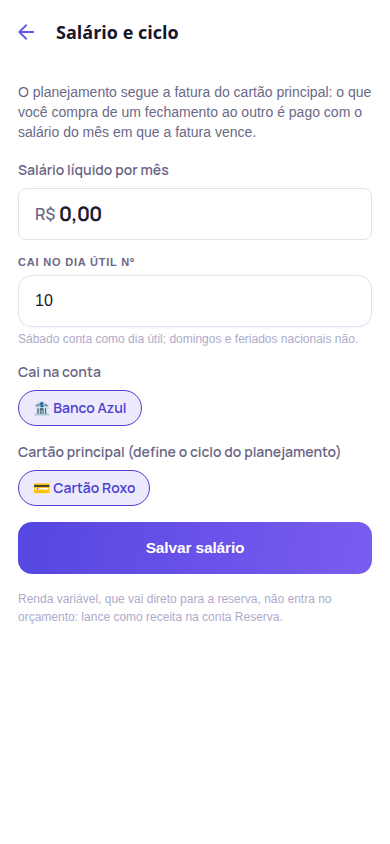 Salário e ciclo
O planejamento segue a fatura do cartão principal: o que
você compra de um fechamento ao outro é pago com o
salário do mês em que a fatura vence.
Salário líquido por mês
R$ 0,00
CAI NO DIA ÚTIL Nº
10
Sábado conta como dia útil; domingos e feriados nacionais não.
Cai na conta
🏦 Banco Azul
Cartão principal (define o ciclo do planejamento)
💳 Cartão Roxo
Salvar salário
Renda variável, que vai direto para a reserva, não entra no
orçamento: lance como receita na conta Reserva.